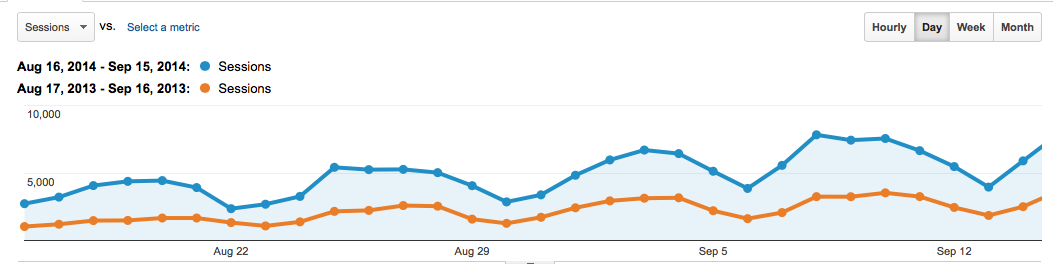 Sessions vs. Select a metric Hourly Day Week Month
Aug 16, 2014 - Sep 15, 2014: Sessions
Aug 17, 2013 - Sep 16, 2013: Sessions
10,000
5,000
Aug 22 Aug 29 Sep 5 Sep 12